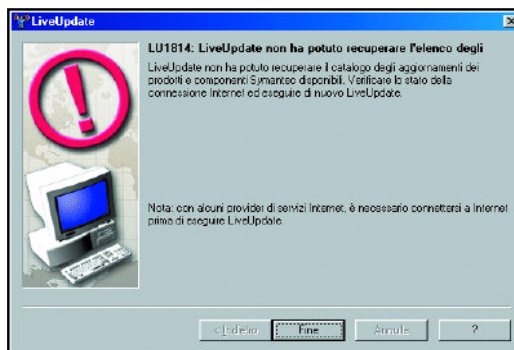 LiveUpdate
LU1814: LiveUpdate non ha potuto recuperare l'elenco degli
LiveUpdate non ha potuto recuperare il catalogo degli aggiornamenti dei
prodotti e componenti Symantec disponibili. Verificare lo stato della
connessione Internet ed eseguire di nuovo LiveUpdate.
Nota: con alcuni provider di servizi Internet, è necessario connettersi a Internet
prima di eseguire LiveUpdate.
< Indietro
Fine
Annulla
?